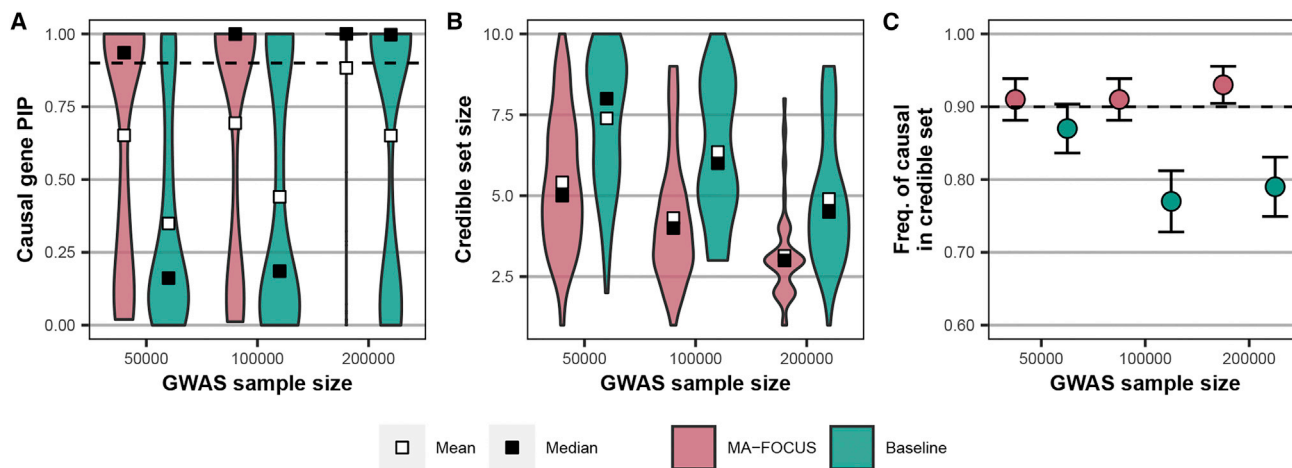 A
Causal gene PIP
1.00
0.75
0.50
0.25
0.00
50000 100000 200000
GWAS sample size
B
Credible set size
10.0
7.5
5.0
2.5
50000 100000 200000
GWAS sample size
C
Freq. of causal
in credible set
1.00
0.90
0.80
0.70
0.60
50000 100000 200000
GWAS sample size
Mean Median MA−FOCUS Baseline